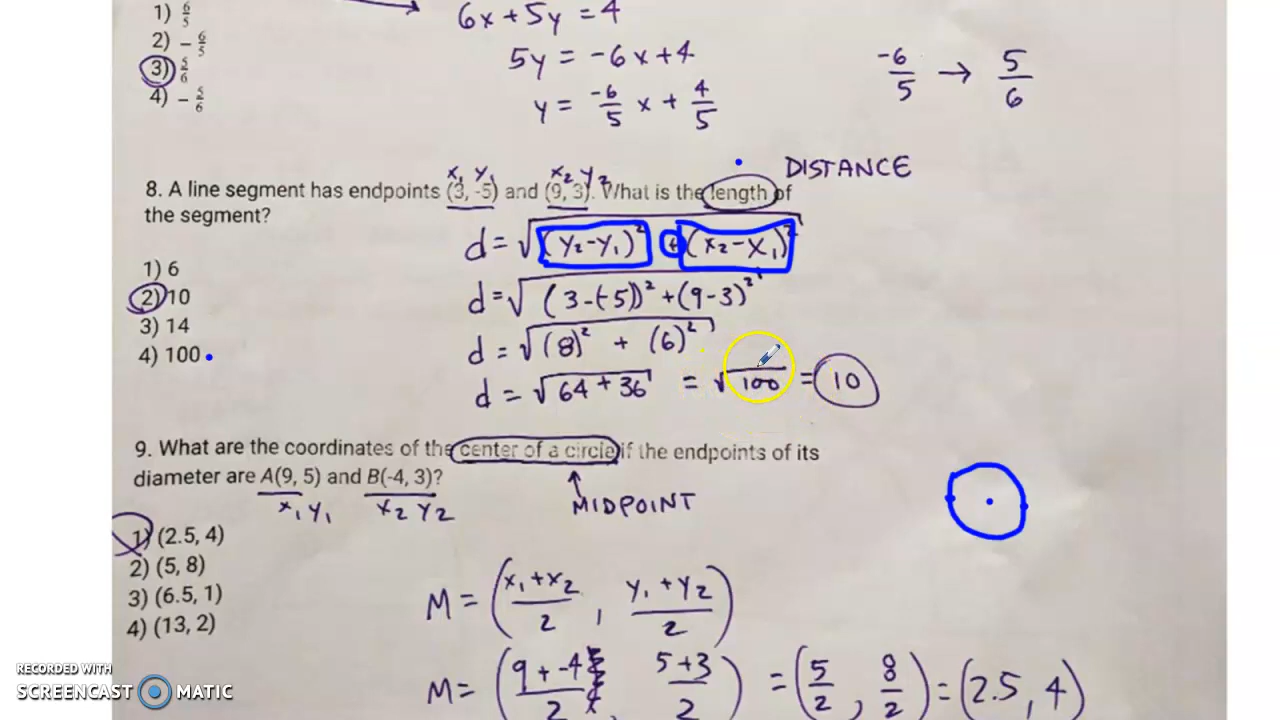 1) 6/5
6x + 5y = 4
2) - 6/5
5y = -6x + 4
3) 5/6
-6/5 → 5/6
4) - 5/6
y = -6/5 x + 4/5
x₁ y₁ x₂ y₂ DISTANCE
8. A line segment has endpoints (3, -5) and (9, 3). What is the length of
the segment?
d = √(y₂-y₁)² + (x₂-x₁)²
1) 6
d = √(3-(-5))² + (9-3)²
2) 10
3) 14
d = √(8)² + (6)²
4) 100
d = √64 + 36 = √100 = 10
9. What are the coordinates of the center of a circle if the endpoints of its
diameter are A(9, 5) and B(-4, 3)?
x₁ y₁ x₂ y₂ MIDPOINT
1) (2.5, 4)
2) (5, 8)
3) (6.5, 1)
M = (x₁+x₂/2, y₁+y₂/2)
4) (13, 2)
M = (9+-4/2, 5+3/2) = (5/2, 8/2) = (2.5, 4)
RECORDED WITH
SCREENCAST MATIC